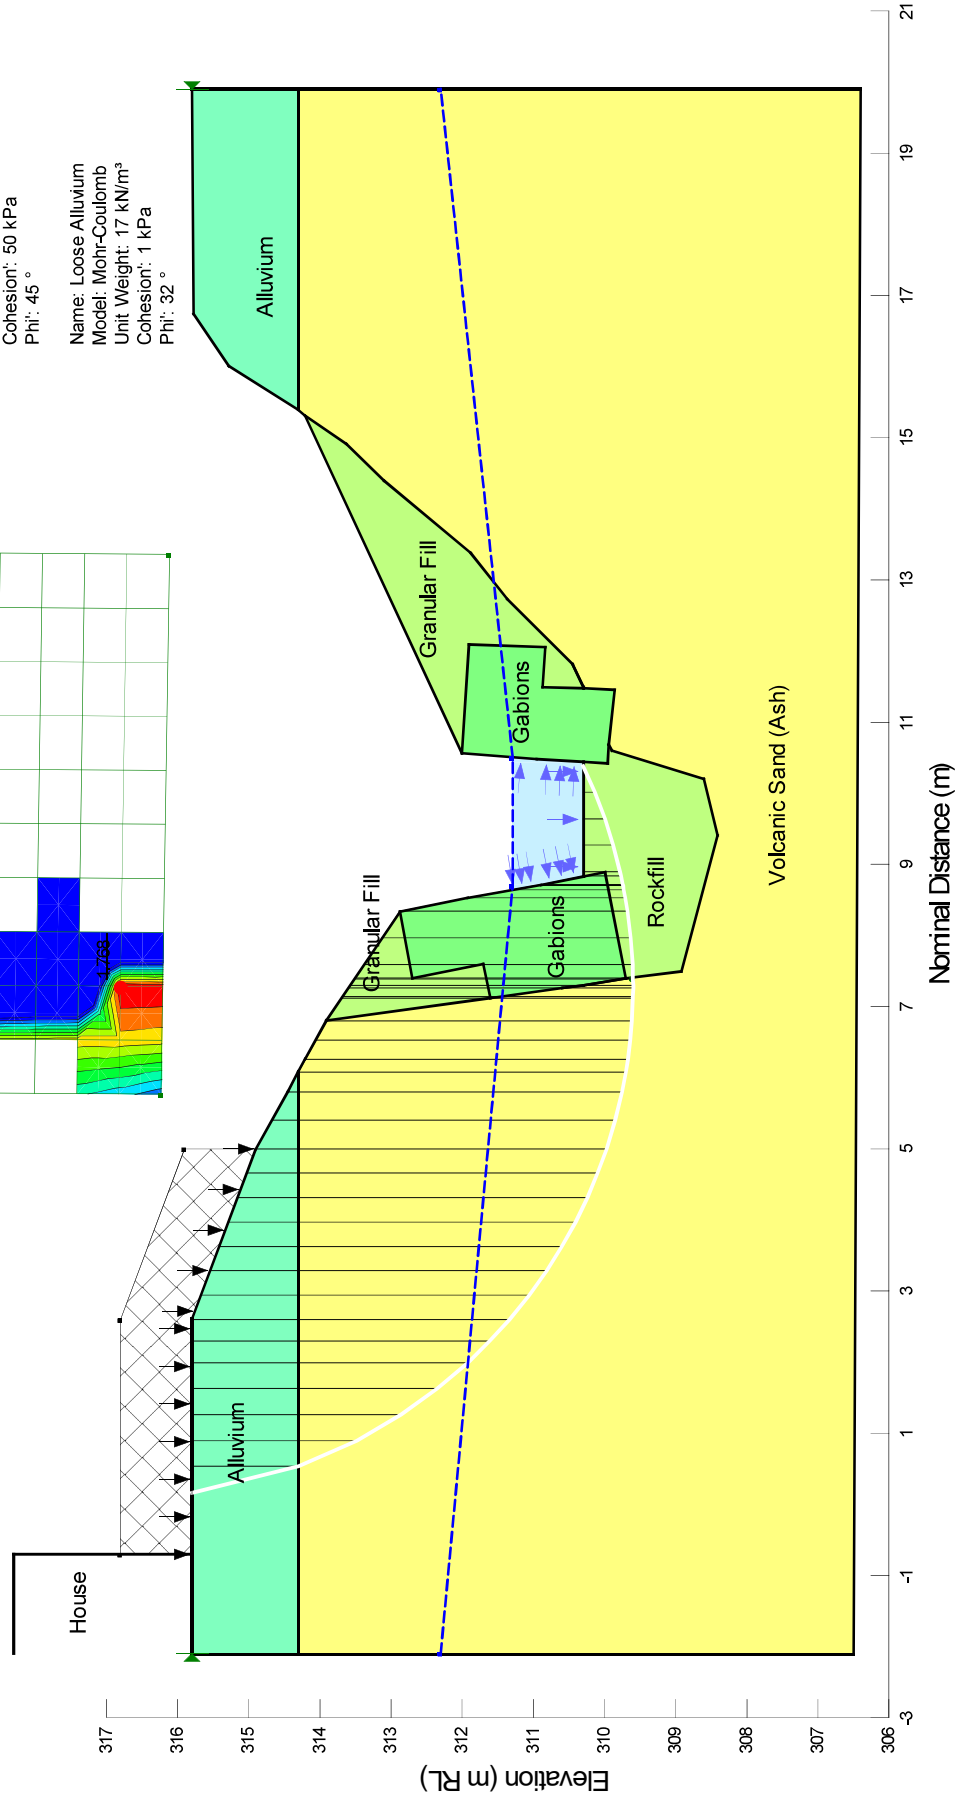 Cohesion': 50 kPa
Phi': 45 °
Name: Loose Alluvium
Model: Mohr-Coulomb
Unit Weight: 17 kN/m³
Cohesion': 1 kPa
Phi': 32 °
1.768
House
Alluvium
Alluvium
Granular Fill
Granular Fill
Gabions
Gabions
Rockfill
Volcanic Sand (Ash)
317
316
315
314
313
312
311
310
309
308
307
306
Elevation (m RL)
-3
-1
1
3
5
7
9
11
13
15
17
19
21
Nominal Distance (m)